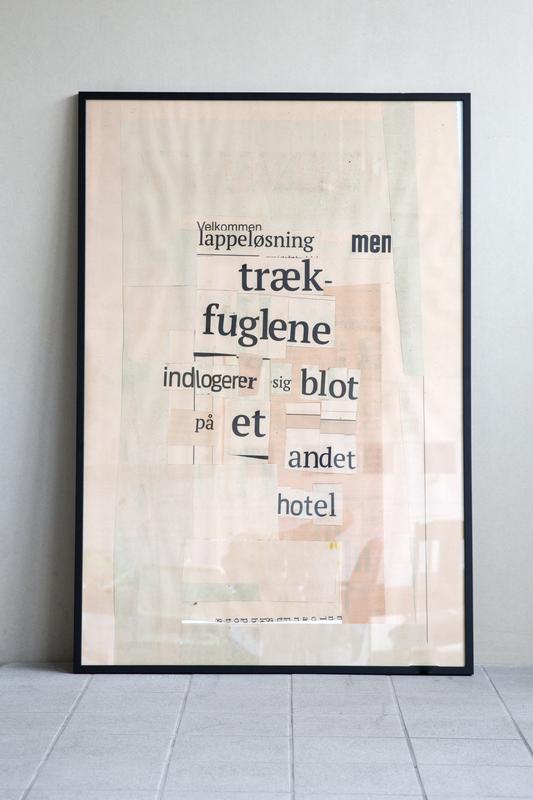 Velkommen
lappeløsning men
træk-
fuglene
indlogerer sig blot
på et
andet
hotel